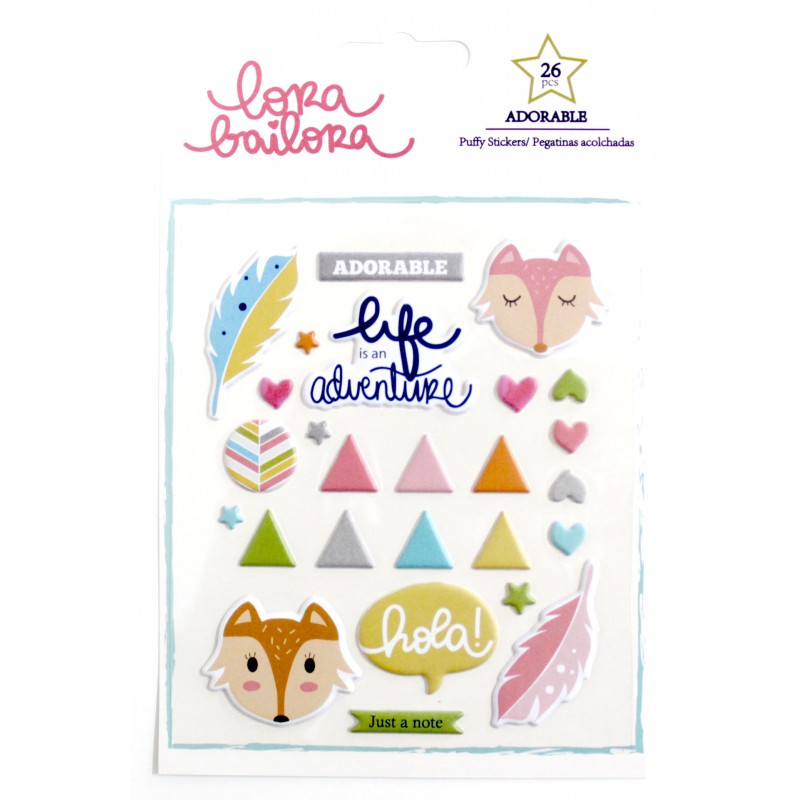 lora
bailora
26
pcs
ADORABLE
Puffy Stickers/ Pegatinas acolchadas
ADORABLE
life
is an
adventure
hola!
Just a note